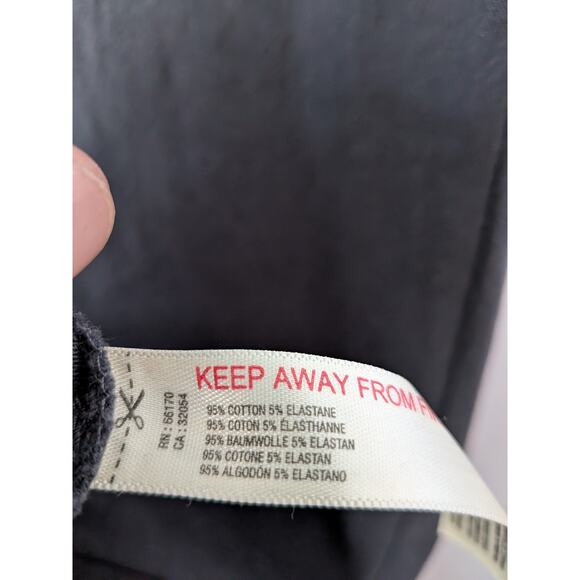 KEEP AWAY FROM
95% COTTON 5% ELASTANE
95% COTON 5% ÉLASTHANNE
95% BAUMWOLLE 5% ELASTAN
95% COTONE 5% ELASTAN
95% ALGODÓN 5% ELASTANO
RN : 66170
CA : 32054